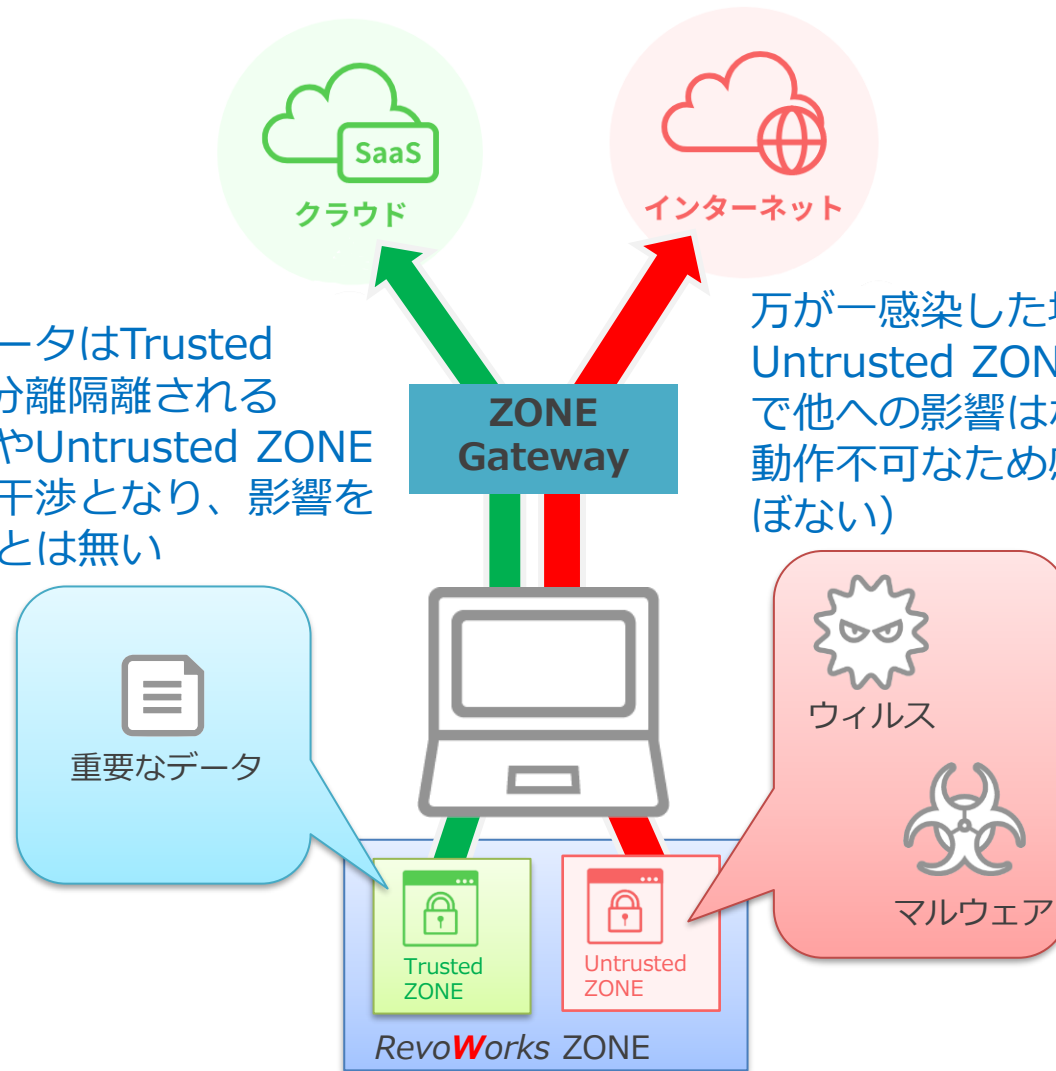 SaaS
クラウド
インターネット
ータはTrusted
分離隔離される
やUntrusted ZONE
干渉となり、影響を
とは無い
万が一感染した
Untrusted ZON
で他への影響は
動作不可なため
ぼない）
ZONE
Gateway
重要なデータ
ウィルス
マルウェア
Trusted
ZONE
Untrusted
ZONE
RevoWorks ZONE